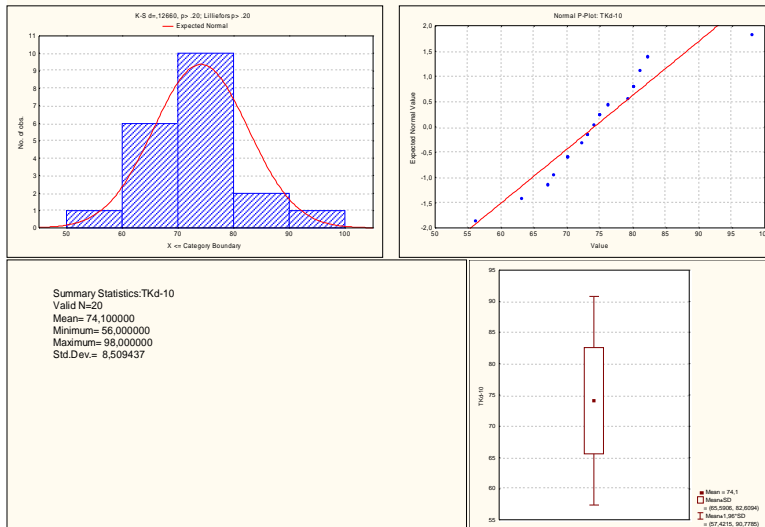 K-S d=,12660, p> .20; Lilliefors p> .20
Expected Normal
11
10
9
8
7
6
5
4
3
2
1
0
No. of obs.
50 60 70 80 90 100
X <= Category Boundary
Normal P-Plot: TKd-10
2,0
1,5
1,0
0,5
0,0
-0,5
-1,0
-1,5
-2,0
Expected Normal Value
50 55 60 65 70 75 80 85 90 95 10
Value
Summary Statistics:TKd-10
Valid N=20
Mean= 74,100000
Minimum= 56,000000
Maximum= 98,000000
Std.Dev.= 8,509437
95
90
85
80
75
70
65
60
55
TKd-10
Mean = 74,1
Mean±SD
= (65,5906, 82,6094)
Mean±1,96*SD
= (57,4215, 90,7785)